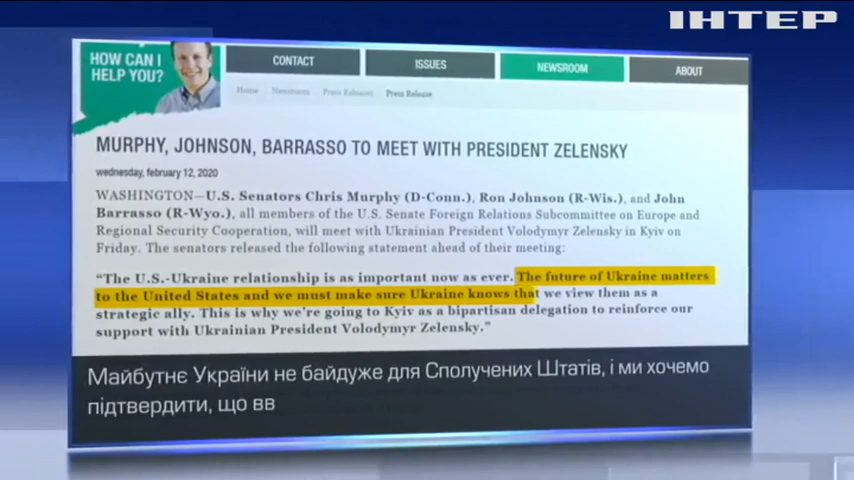 ІНТЕР
HOW CAN I
HELP YOU?
CONTACT
ISSUES
NEWSROOM
ABOUT
Home Newsroom Press Releases Press Release
MURPHY, JOHNSON, BARRASSO TO MEET WITH PRESIDENT ZELENSKY
wednesday, february 12, 2020
WASHINGTON—U.S. Senators Chris Murphy (D-Conn.), Ron Johnson (R-Wis.), and John
Barrasso (R-Wyo.), all members of the U.S. Senate Foreign Relations Subcommittee on Europe and
Regional Security Cooperation, will meet with Ukrainian President Volodymyr Zelensky in Kyiv on
Friday. The senators released the following statement ahead of their meeting:
“The U.S.-Ukraine relationship is as important now as ever. The future of Ukraine matters
to the United States and we must make sure Ukraine knows that we view them as a
strategic ally. This is why we’re going to Kyiv as a bipartisan delegation to reinforce our
support with Ukrainian President Volodymyr Zelensky.”
Майбутнє України не байдуже для Сполучених Штатів, і ми хочемо
підтвердити, що вв